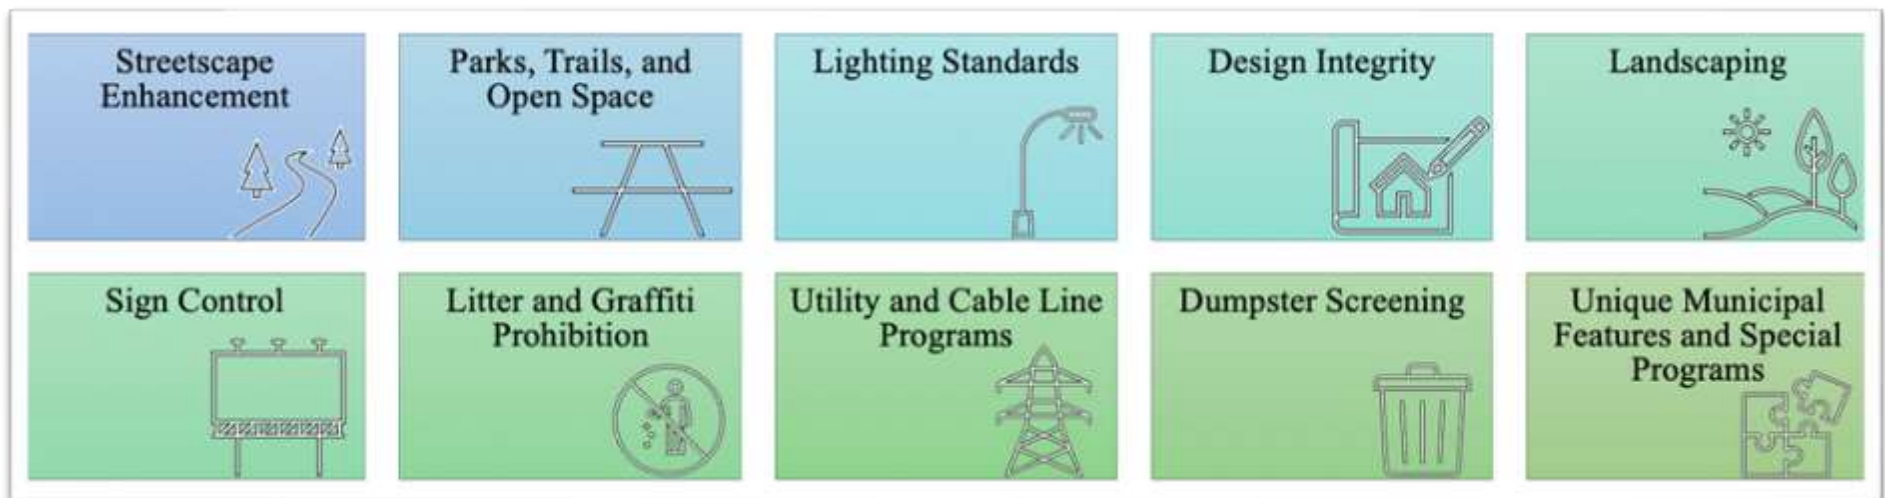 Streetscape
Enhancement
Parks, Trails, and
Open Space
Lighting Standards
Design Integrity
Landscaping
Sign Control
Litter and Graffiti
Prohibition
Utility and Cable Line
Programs
Dumpster Screening
Unique Municipal
Features and Special
Programs